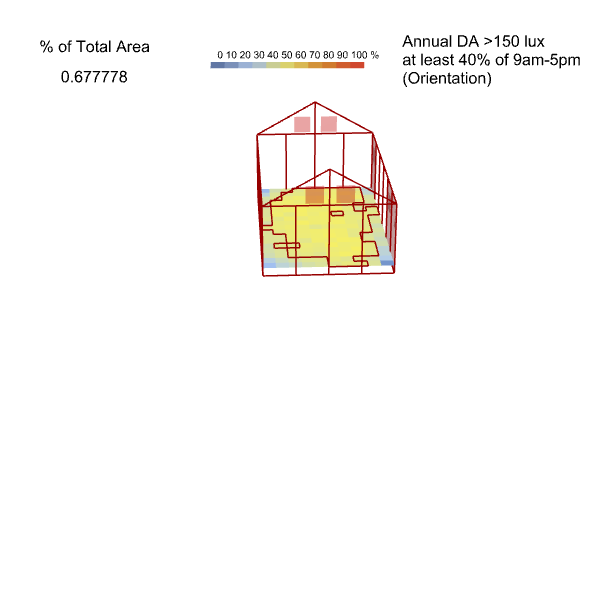 % of Total Area
0.677778
0 10 20 30 40 50 60 70 80 90 100 %
Annual DA >150 lux
at least 40% of 9am-5pm
(Orientation)